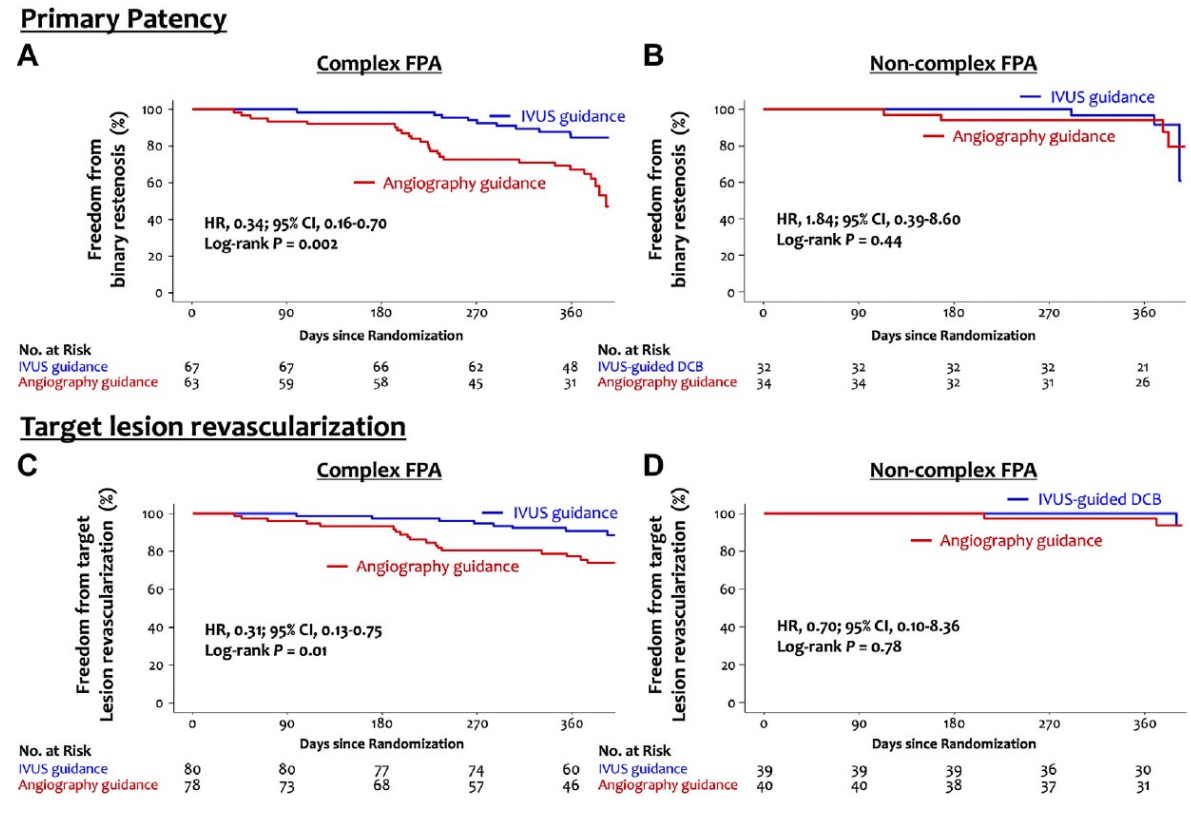 Primary Patency
A
Complex FPA
Freedom from
binary restenosis (%)
100
80
60
40
20
0
IVUS guidance
Angiography guidance
HR, 0.34; 95% CI, 0.16-0.70
Log-rank P = 0.002
0 90 180 270 360
Days since Randomization
No. at Risk
IVUS guidance 67 67 66 62 48
Angiography guidance 63 59 58 45 31
B
Non-complex FPA
Freedom from
binary restenosis (%)
100
80
60
40
20
0
IVUS guidance
Angiography guidance
HR, 1.84; 95% CI, 0.39-8.60
Log-rank P = 0.44
0 90 180 270 360
Days since Randomization
No. at Risk
IVUS-guided DCB 32 32 32 32 21
Angiography guidance 34 34 32 31 26
Target lesion revascularization
C
Complex FPA
Freedom from target
Lesion revascularization (%)
100
80
60
40
20
0
IVUS guidance
Angiography guidance
HR, 0.31; 95% CI, 0.13-0.75
Log-rank P = 0.01
0 90 180 270 360
Days since Randomization
No. at Risk
IVUS guidance 80 80 77 74 60
Angiography guidance 78 73 68 57 46
D
Non-complex FPA
Freedom from target
Lesion revascularization (%)
100
80
60
40
20
0
IVUS-guided DCB
Angiography guidance
HR, 0.70; 95% CI, 0.10-8.36
Log-rank P = 0.78
0 90 180 270 360
Days since Randomization
No. at Risk
IVUS guidance 39 39 39 36 30
Angiography guidance 40 40 38 37 31